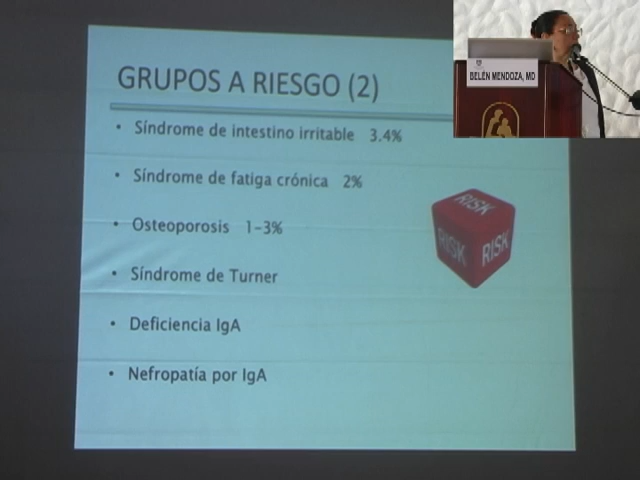 GRUPOS A RIESGO (2)
• Síndrome de intestino irritable 3.4%
• Síndrome de fatiga crónica 2%
• Osteoporosis 1-3%
• Síndrome de Turner
• Deficiencia IgA
• Nefropatía por IgA
RISK
RISK
RISK
BELÉN MENDOZA, MD